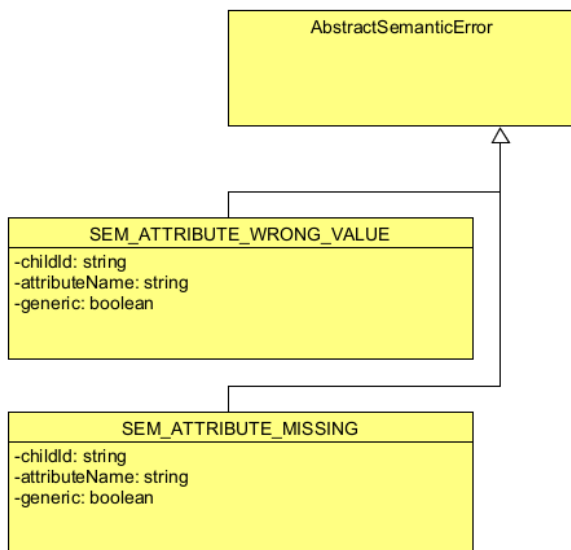 AbstractSemanticError
SEM_ATTRIBUTE_WRONG_VALUE
-childId: string
-attributeName: string
-generic: boolean
SEM_ATTRIBUTE_MISSING
-childId: string
-attributeName: string
-generic: boolean